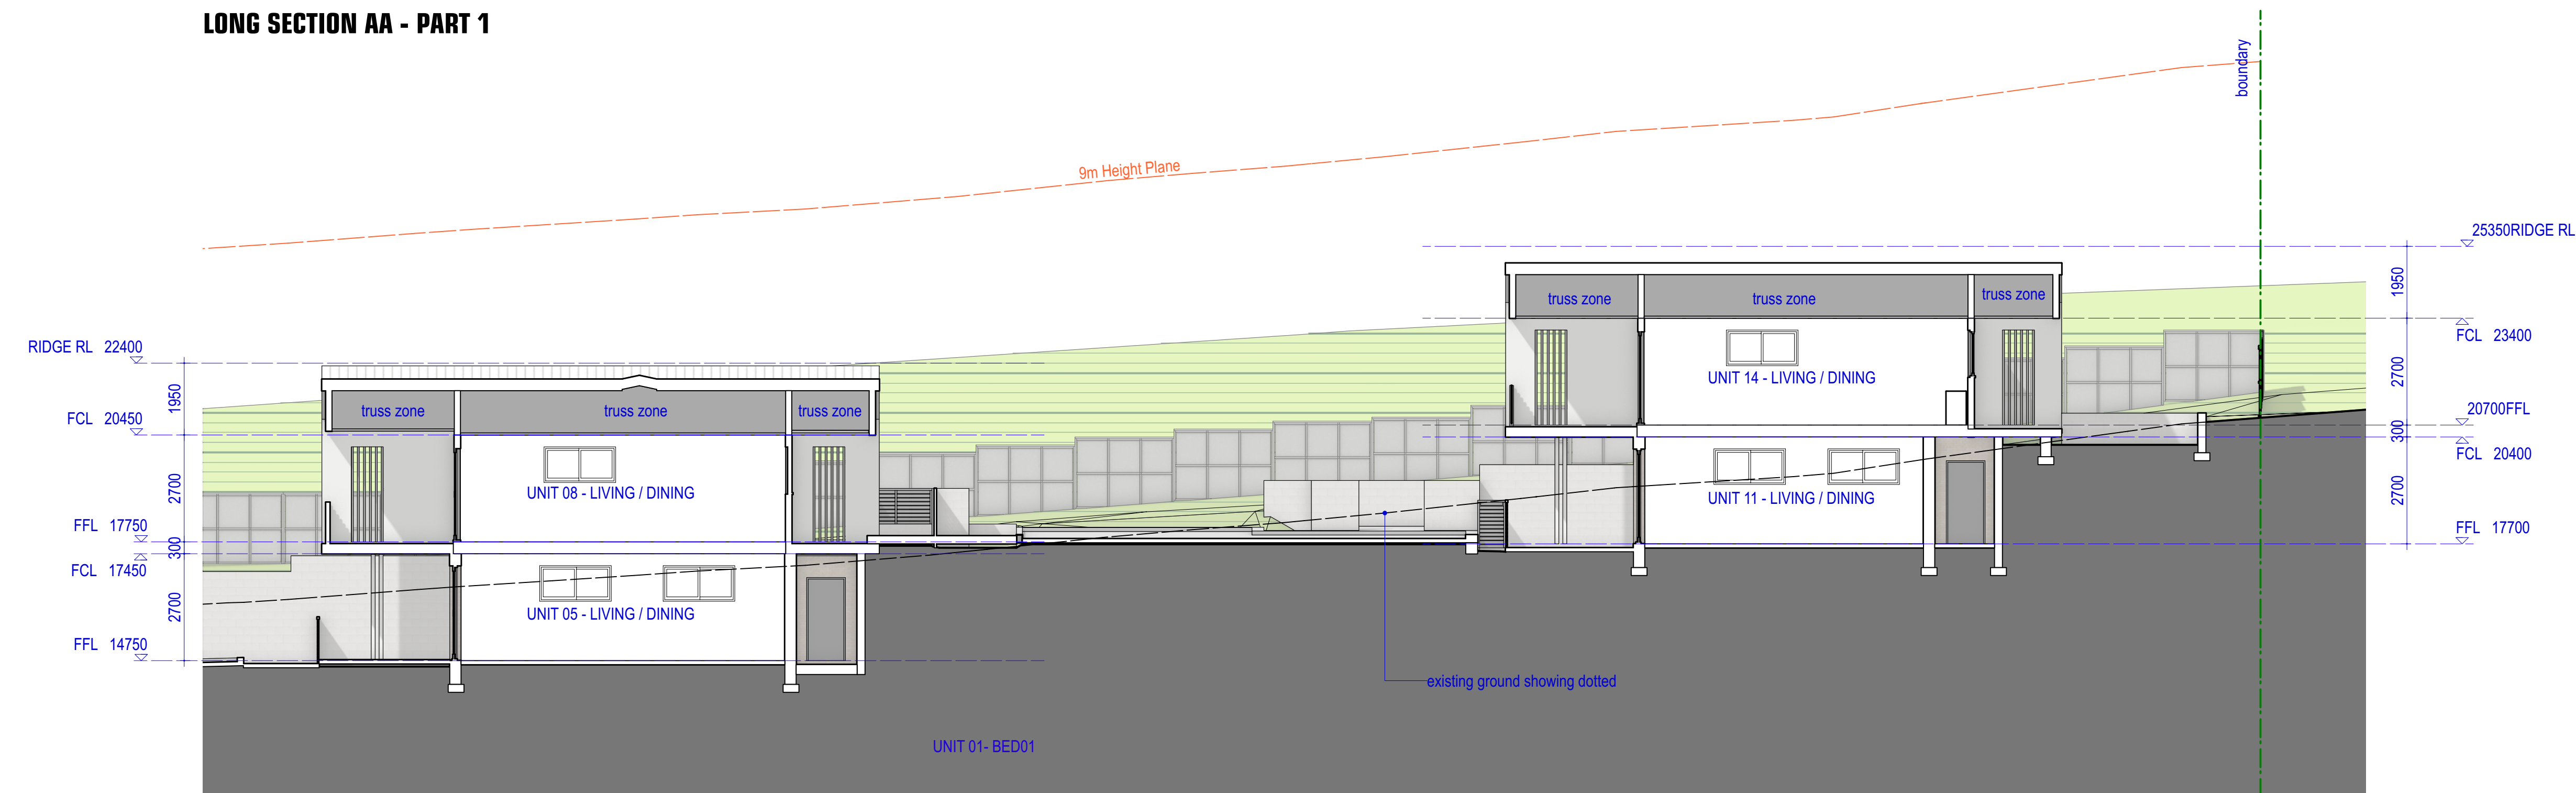 LONG SECTION AA - PART 1
boundary
9m Height Plane
25350RIDGE RL
1950
truss zone
truss zone
truss zone
FCL 23400
RIDGE RL 22400
2700
UNIT 14 - LIVING / DINING
1950
truss zone
truss zone
truss zone
20700FFL
FCL 20450
300
FCL 20400
2700
UNIT 08 - LIVING / DINING
2700
UNIT 11 - LIVING / DINING
FFL 17750
FFL 17700
300
FCL 17450
2700
UNIT 05 - LIVING / DINING
FFL 14750
existing ground showing dotted
UNIT 01- BED01